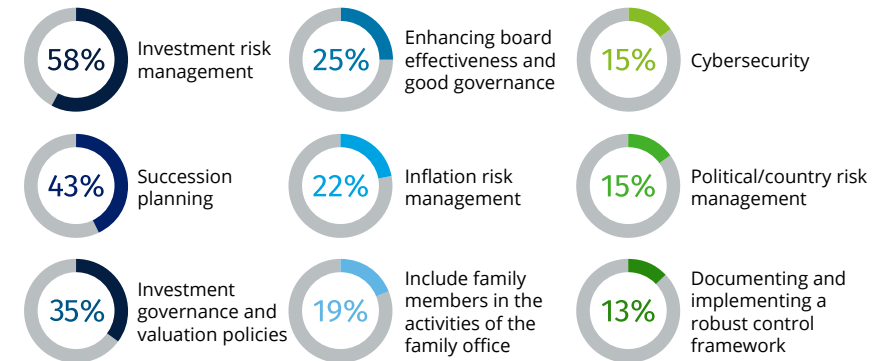 58%
Investment risk
management
43%
Succession
planning
35%
Investment
governance and
valuation policies
25%
Enhancing board
effectiveness and
good governance
22%
Inflation risk
management
19%
Include family
members in the
activities of the
family office
15%
Cybersecurity
15%
Political/country risk
management
13%
Documenting and
implementing a
robust control
framework